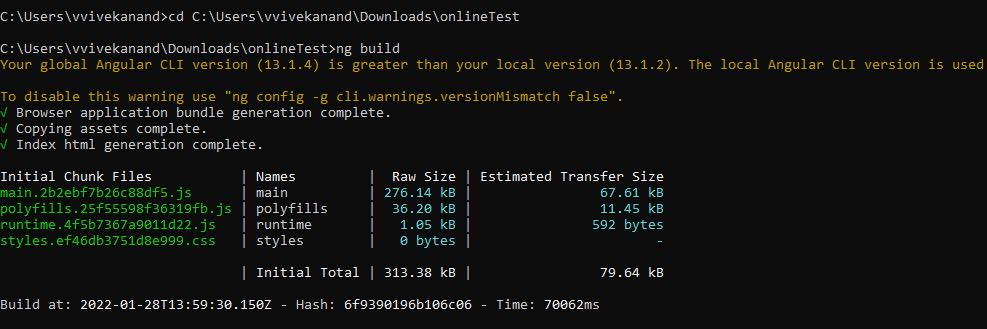 C:\Users\vvivekanand>cd C:\Users\vvivekanand\Downloads\onlineTest
C:\Users\vvivekanand\Downloads\onlineTest>ng build
Your global Angular CLI version (13.1.4) is greater than your local version (13.1.2). The local Angular CLI version is used
To disable this warning use "ng config -g cli.warnings.versionMismatch false".
√ Browser application bundle generation complete.
√ Copying assets complete.
√ Index html generation complete.
Initial Chunk Files | Names | Raw Size | Estimated Transfer Size
main.2b2ebf7b26c88df5.js | main | 276.14 kB | 67.61 kB
polyfills.25f55598f36319fb.js | polyfills | 36.20 kB | 11.45 kB
runtime.4f5b7367a9011d22.js | runtime | 1.05 kB | 592 bytes
styles.ef46db3751d8e999.css | styles | 0 bytes | -
| Initial Total | 313.38 kB | 79.64 kB
Build at: 2022-01-28T13:59:30.150Z - Hash: 6f9390196b106c06 - Time: 70062ms